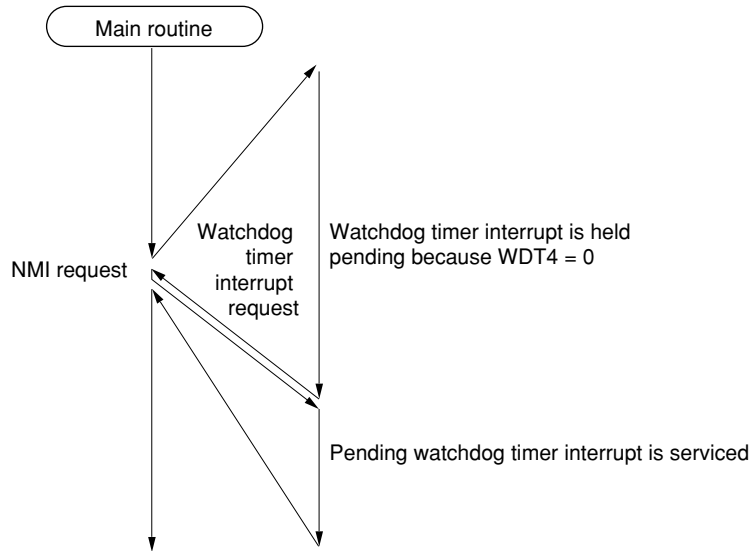 Main routine
NMI request
Watchdog
timer
interrupt
request
Watchdog timer interrupt is held
pending because WDT4 = 0
Pending watchdog timer interrupt is serviced